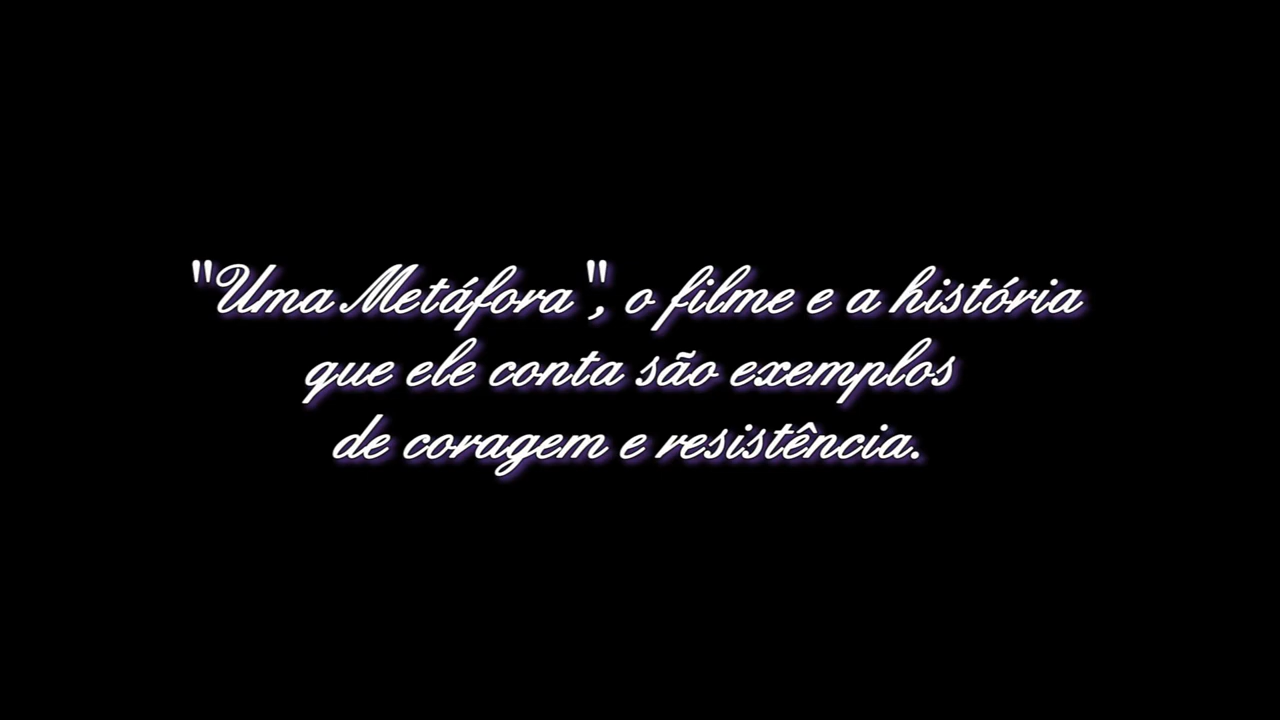 "Uma Metáfora", o filme e a história
que ele conta são exemplos
de coragem e resistência.